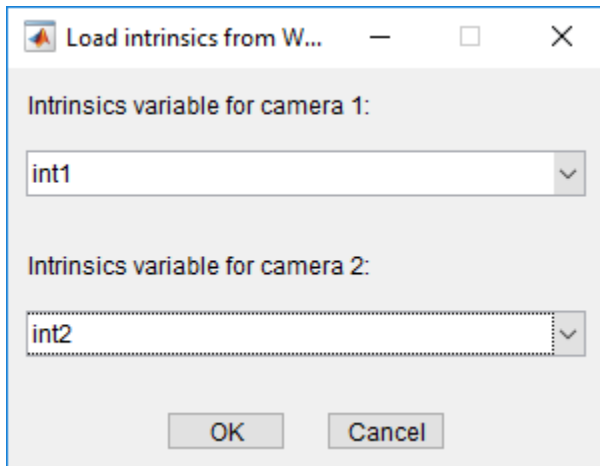 Load intrinsics from W...
Intrinsics variable for camera 1:
int1
Intrinsics variable for camera 2:
int2
OK Cancel